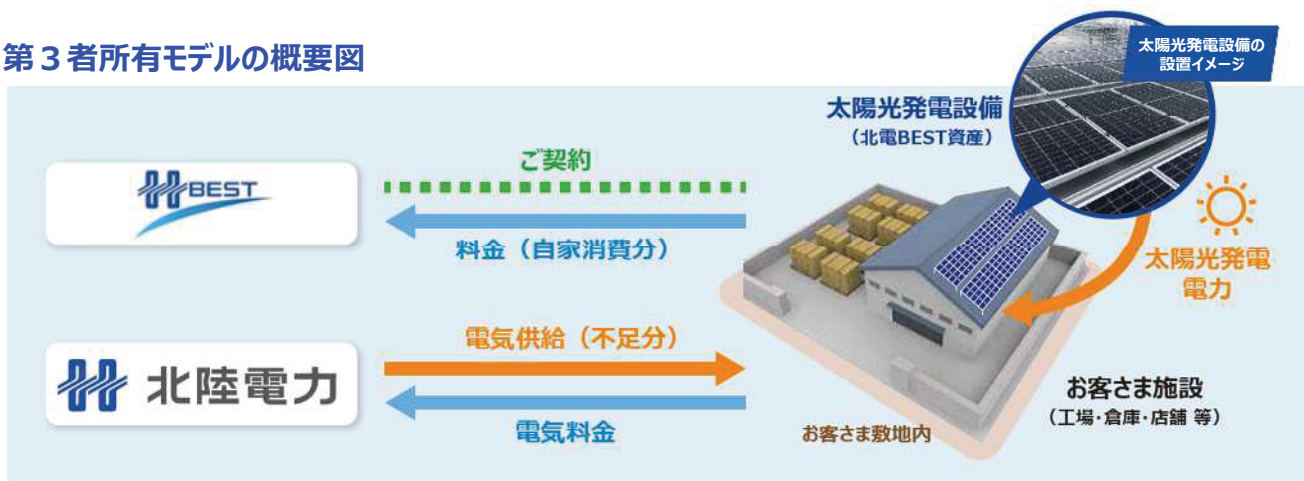 第3者所有モデルの概要図
太陽光発電設備の
設置イメージ
太陽光発電設備
（北電BEST資産）
BEST
ご契約
料金（自家消費分）
太陽光発電
電力
北陸電力
電気供給（不足分）
電気料金
お客さま敷地内
お客さま施設
（工場・倉庫・店舗 等）